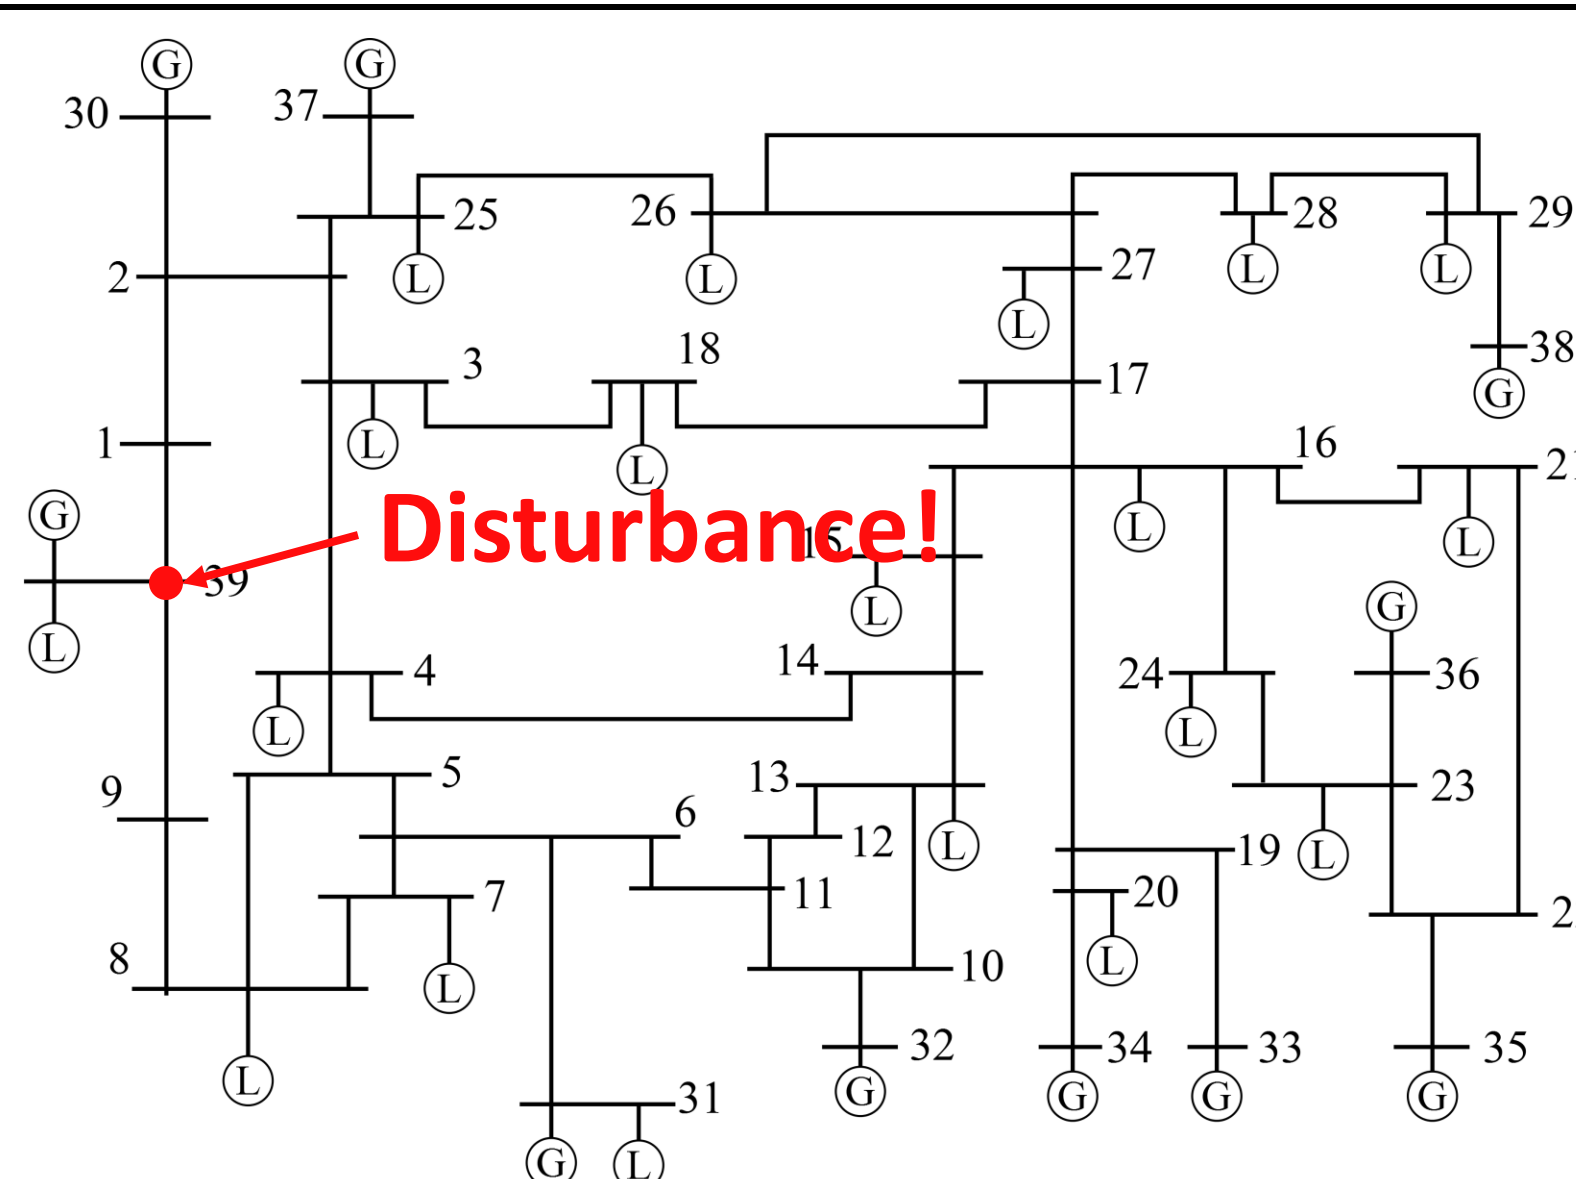 G G
30 37
25 26 28 29
2 L L 27 L L
L
3 18 17 38
L L G
1 16 21
G Disturbance! L L
39 15
L L G
4 14 24 36
L L
5 13 23
9 6 12 L 19 L
7 11 20
8 L 10 L
32 34 33 35
L G G G G
31
G L